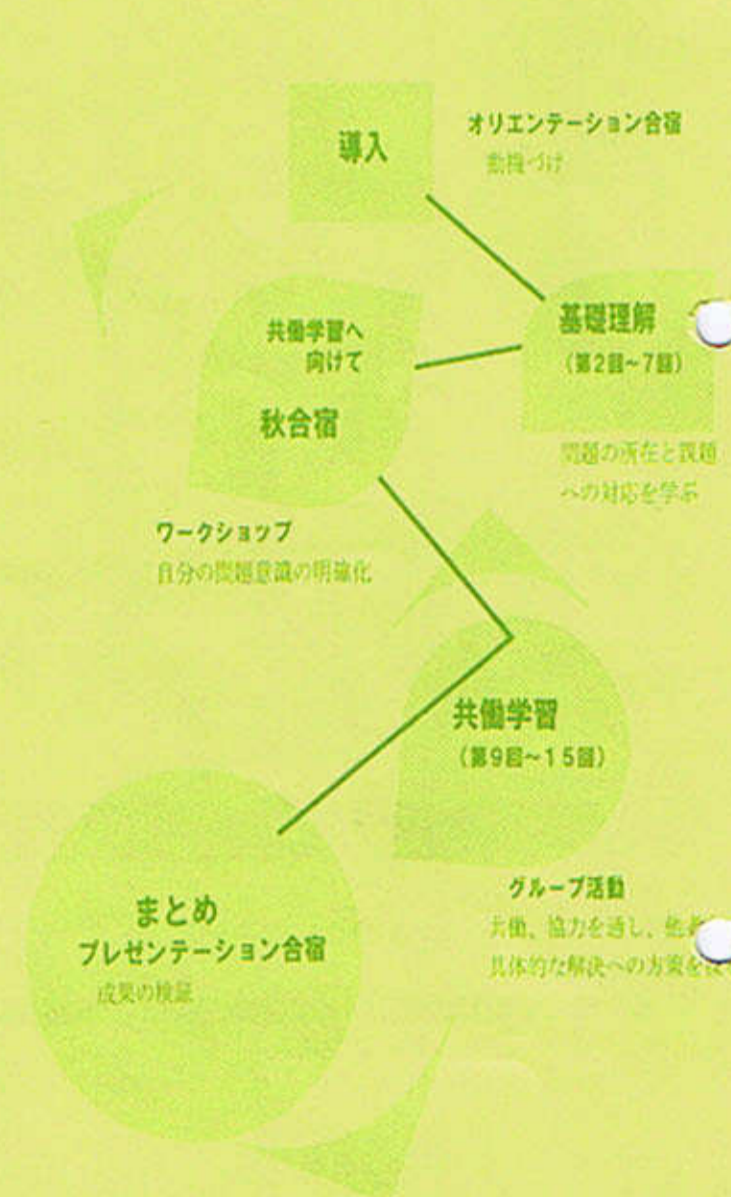 導入
オリエンテーション合宿
動機づけ
基礎理解
（第2回~7回）
問題の所在と課題
への対応を学ぶ
共働学習へ
向けて
秋合宿
ワークショップ
自分の問題意識の明確化
共働学習
（第9回~15回）
グループ活動
共働、協力を通し、他者
具体的な解決への方策を
まとめ
プレゼンテーション合宿
成果の検証